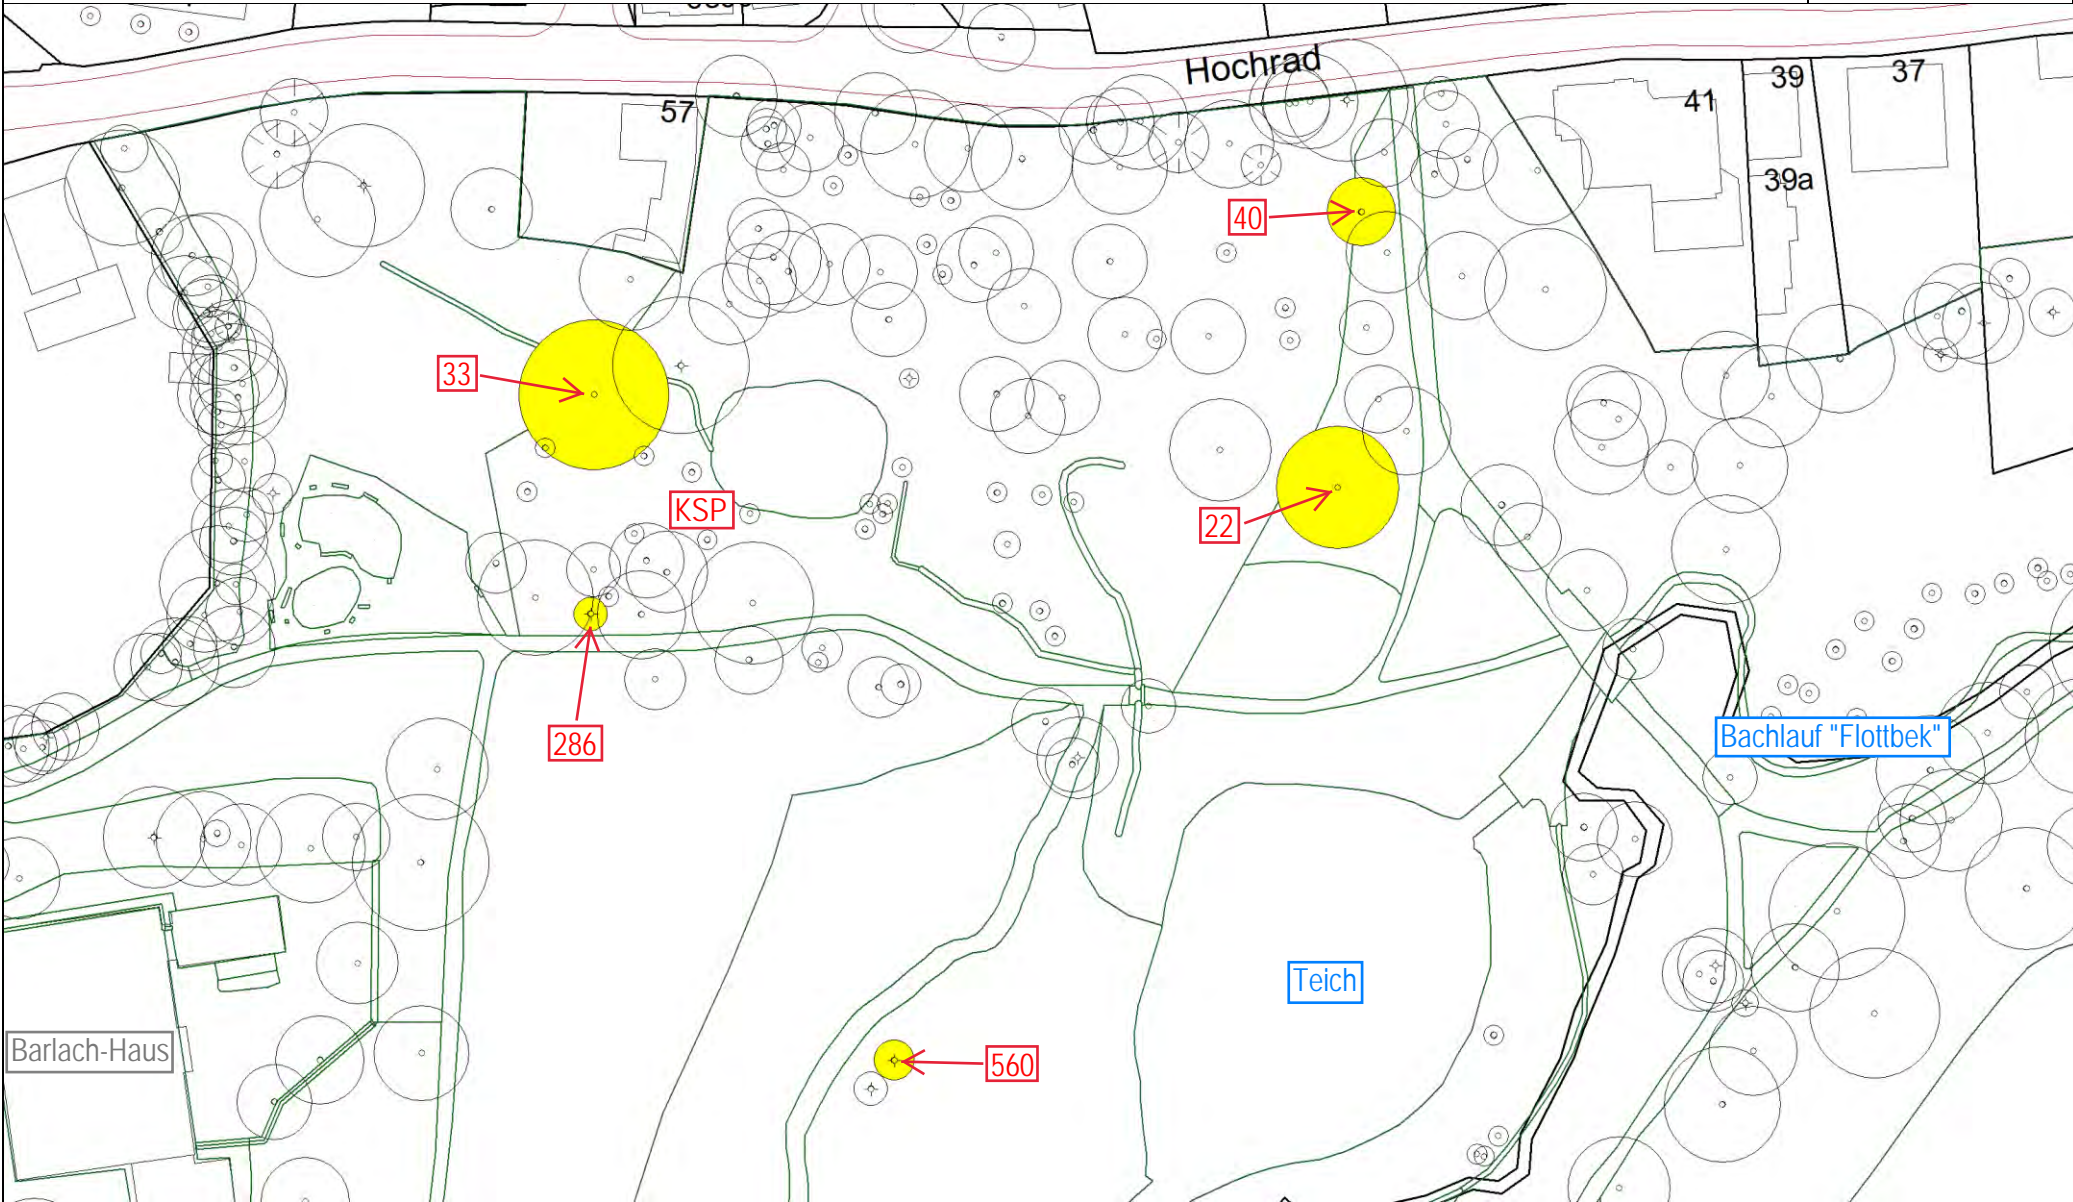 Hochrad
57
41
39
37
39a
40
33
KSP
22
286
Bachlauf "Flottbek"
Teich
Barlach-Haus
560